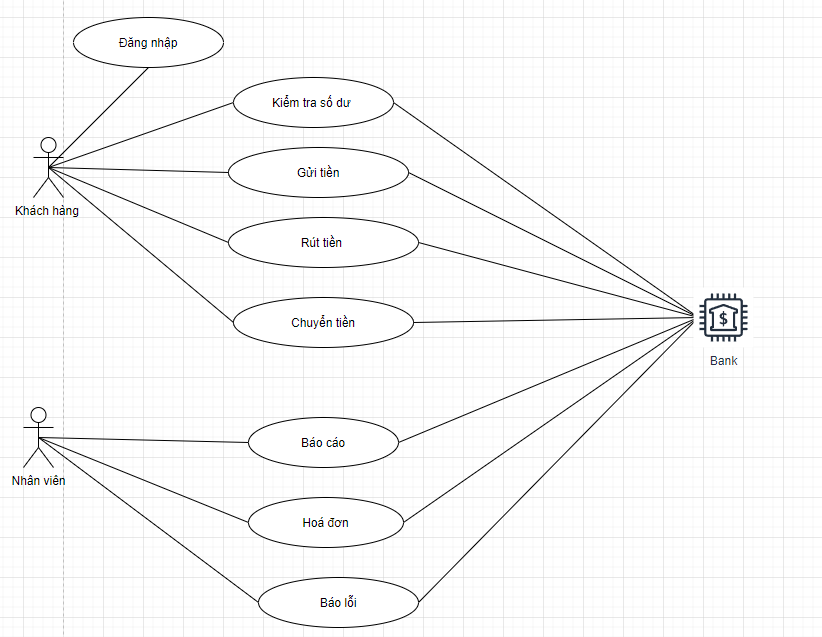 Đăng nhập
Kiểm tra số dư
Gửi tiền
Khách hàng
Rút tiền
Chuyển tiền
$
Bank
Báo cáo
Nhân viên
Hoá đơn
Báo lỗi